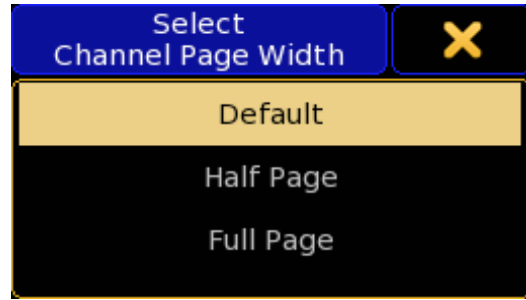 Select
Channel Page Width
Default
Half Page
Full Page